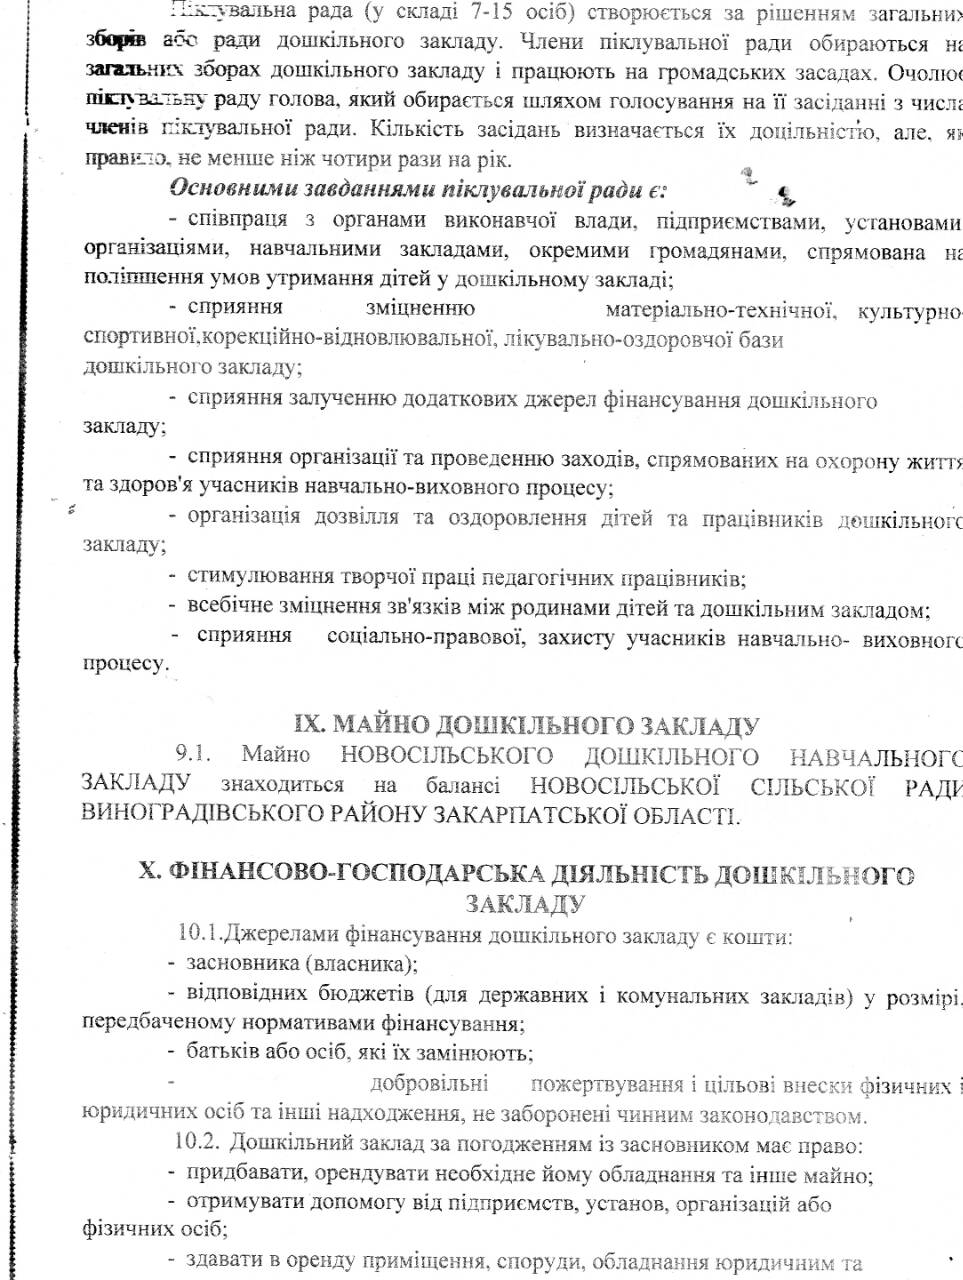 Піклувальна рада (у складі 7-15 осіб) створюється за рішенням загальних
зборів або ради дошкільного закладу. Члени піклувальної ради обираються на
загальних зборах дошкільного закладу і працюють на громадських засадах. Очолює
піклувальну раду голова, який обирається шляхом голосування на її засіданні з числа
членів піклувальної ради. Кількість засідань визначається їх доцільністю, але, як
правило, не менше ніж чотири рази на рік.
Основними завданнями піклувальної ради є:
- співпраця з органами виконавчої влади, підприємствами, установами
організаціями, навчальними закладами, окремими громадянами, спрямована на
поліпшення умов утримання дітей у дошкільному закладі;
- сприяння зміцненню матеріально-технічної, культурно-
спортивної,корекційно-відновлювальної, лікувально-оздоровчої бази
дошкільного закладу;
- сприяння залученню додаткових джерел фінансування дошкільного
закладу;
- сприяння організації та проведенню заходів, спрямованих на охорону життя
та здоров'я учасників навчально-виховного процесу;
- організація дозвілля та оздоровлення дітей та працівників дошкільного
закладу;
- стимулювання творчої праці педагогічних працівників;
- всебічне зміцнення зв'язків між родинами дітей та дошкільним закладом;
- сприяння соціально-правової, захисту учасників навчально- виховного
процесу.
IX. МАЙНО ДОШКІЛЬНОГО ЗАКЛАДУ
9.1. Майно НОВОСІЛЬСЬКОГО ДОШКІЛЬНОГО НАВЧАЛЬНОГО
ЗАКЛАДУ знаходиться на балансі НОВОСІЛЬСЬКОЇ СІЛЬСЬКОЇ РАДИ
ВИНОГРАДІВСЬКОГО РАЙОНУ ЗАКАРПАТСЬКОЇ ОБЛАСТІ.
X. ФІНАНСОВО-ГОСПОДАРСЬКА ДІЯЛЬНІСТЬ ДОШКІЛЬНОГО
ЗАКЛАДУ
10.1.Джерелами фінансування дошкільного закладу є кошти:
- засновника (власника);
- відповідних бюджетів (для державних і комунальних закладів) у розмірі,
передбаченому нормативами фінансування;
- батьків або осіб, які їх замінюють;
- добровільні пожертвування і цільові внески фізичних і
юридичних осіб та інші надходження, не заборонені чинним законодавством.
10.2. Дошкільний заклад за погодженням із засновником має право:
- придбавати, орендувати необхідне йому обладнання та інше майно;
- отримувати допомогу від підприємств, установ, організацій або
фізичних осіб;
- здавати в оренду приміщення, споруди, обладнання юридичним та